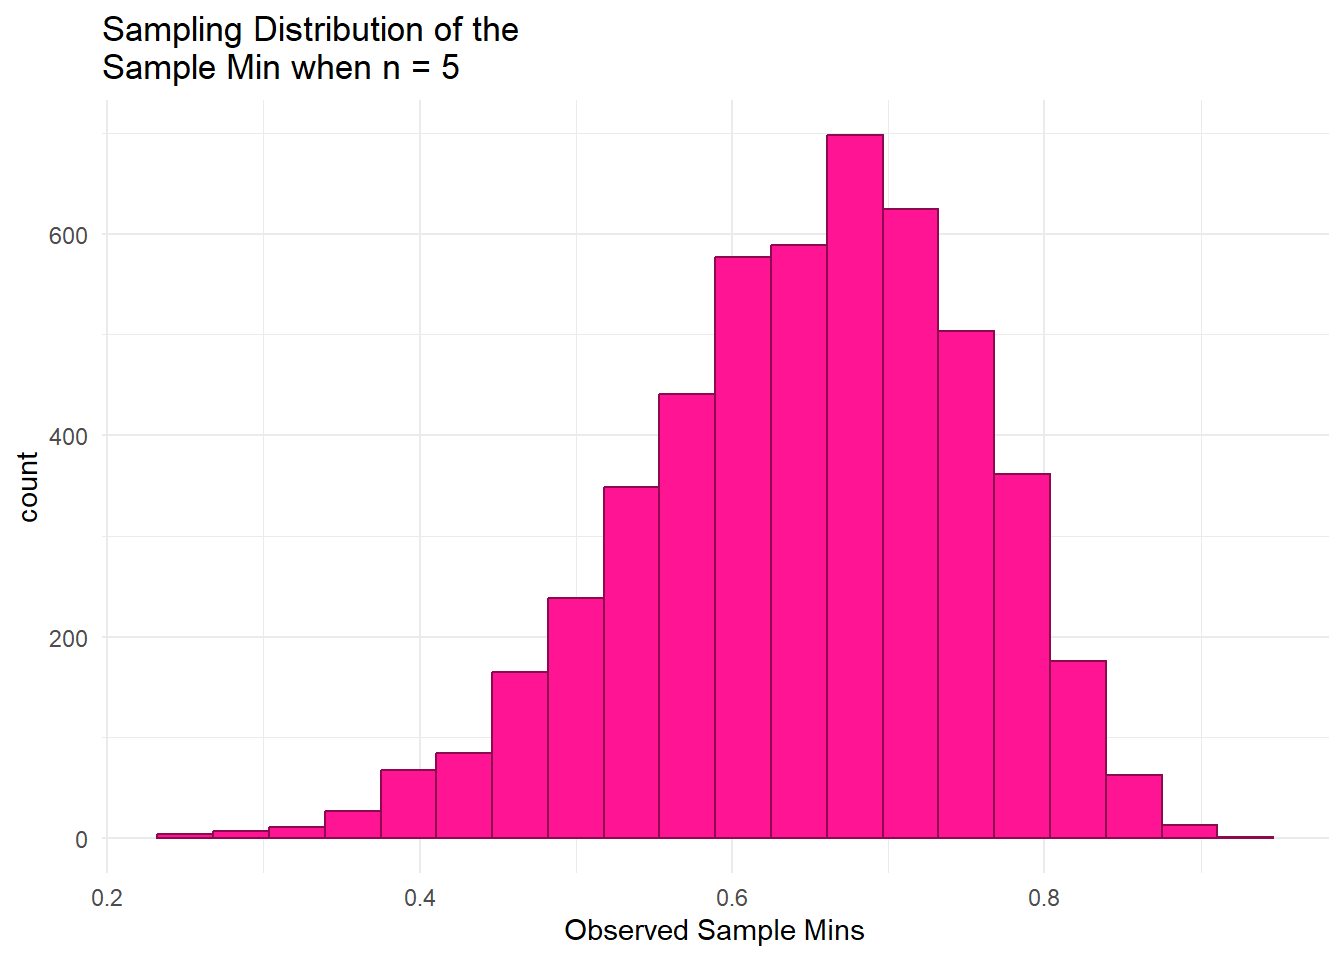 Sampling Distribution of the
Sample Min when n = 5
600
400
200
0
count
0.2
0.4
0.6
0.8
Observed Sample Mins